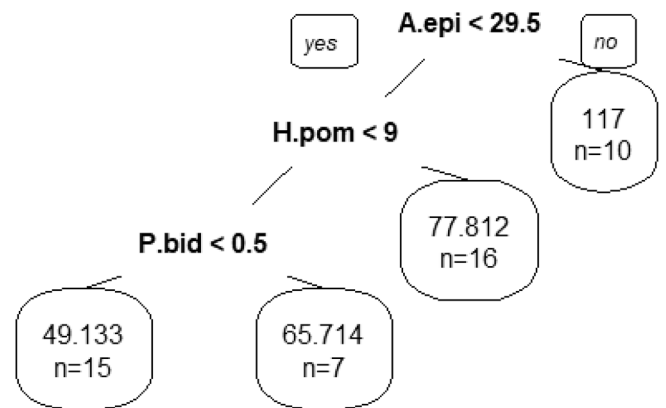 yes
A.epi < 29.5
no
117
n=10
H.pom < 9
77.812
n=16
P.bid < 0.5
49.133
n=15
65.714
n=7